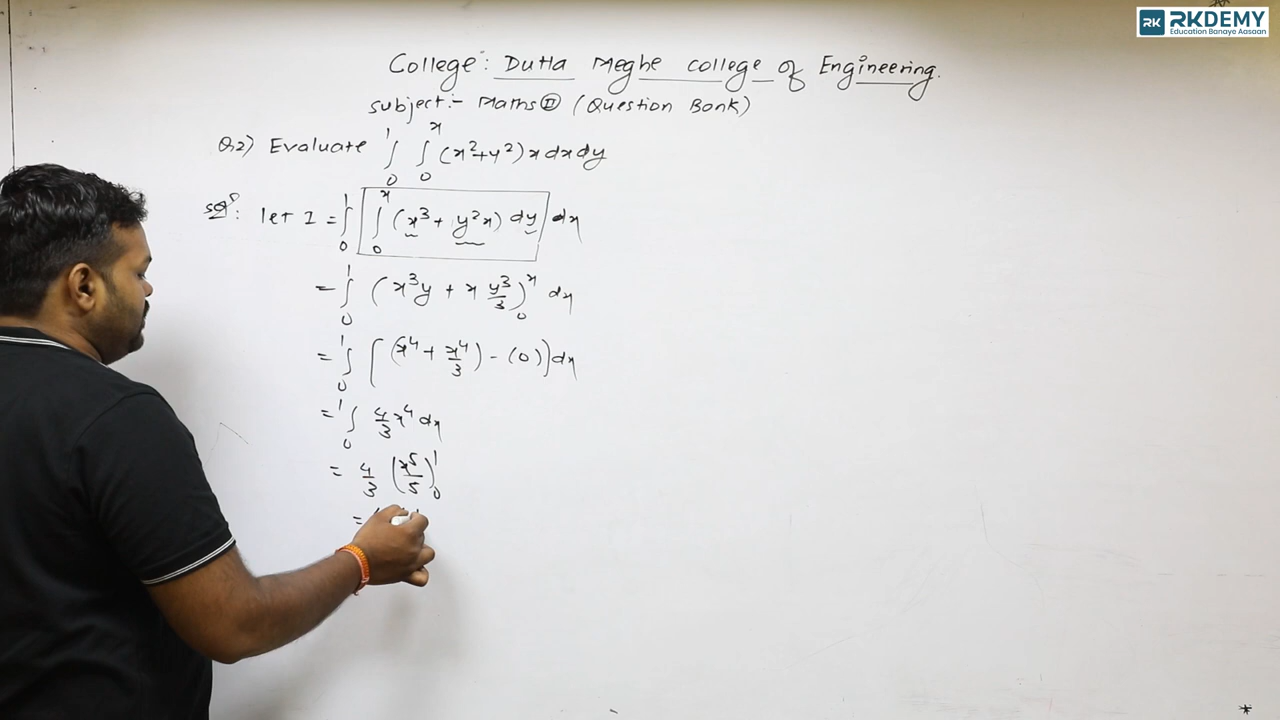 RK RKDEMY
Education Banaye Aasaan
College: Datta Meghe college of Engineering.
Subject:- Maths II (Question Bank)
Q.2) Evaluate ∫₀¹ ∫₀ˣ (x²+y²) x dx dy
Solⁿ: let I = ∫₀¹ ∫₀ˣ (x³ + y²x) dy dx
= ∫₀¹ (x³y + x y³/3)₀ˣ dx
= ∫₀¹ [(x⁴ + x⁴/3) - (0)] dx
= ∫₀¹ 4/3 x⁴ dx
= 4/3 (x⁵/5)₀¹
=